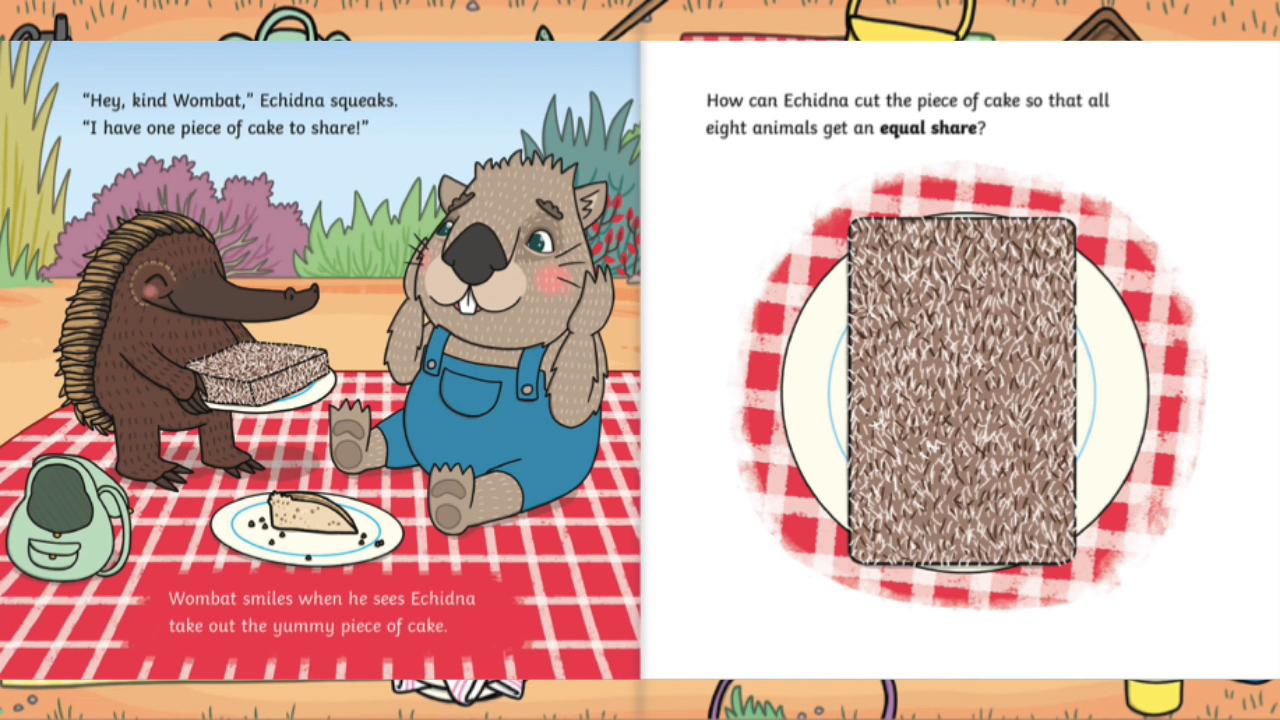 “Hey, kind Wombat,” Echidna squeaks.
“I have one piece of cake to share!”
Wombat smiles when he sees Echidna
take out the yummy piece of cake.
How can Echidna cut the piece of cake so that all
eight animals get an equal share?